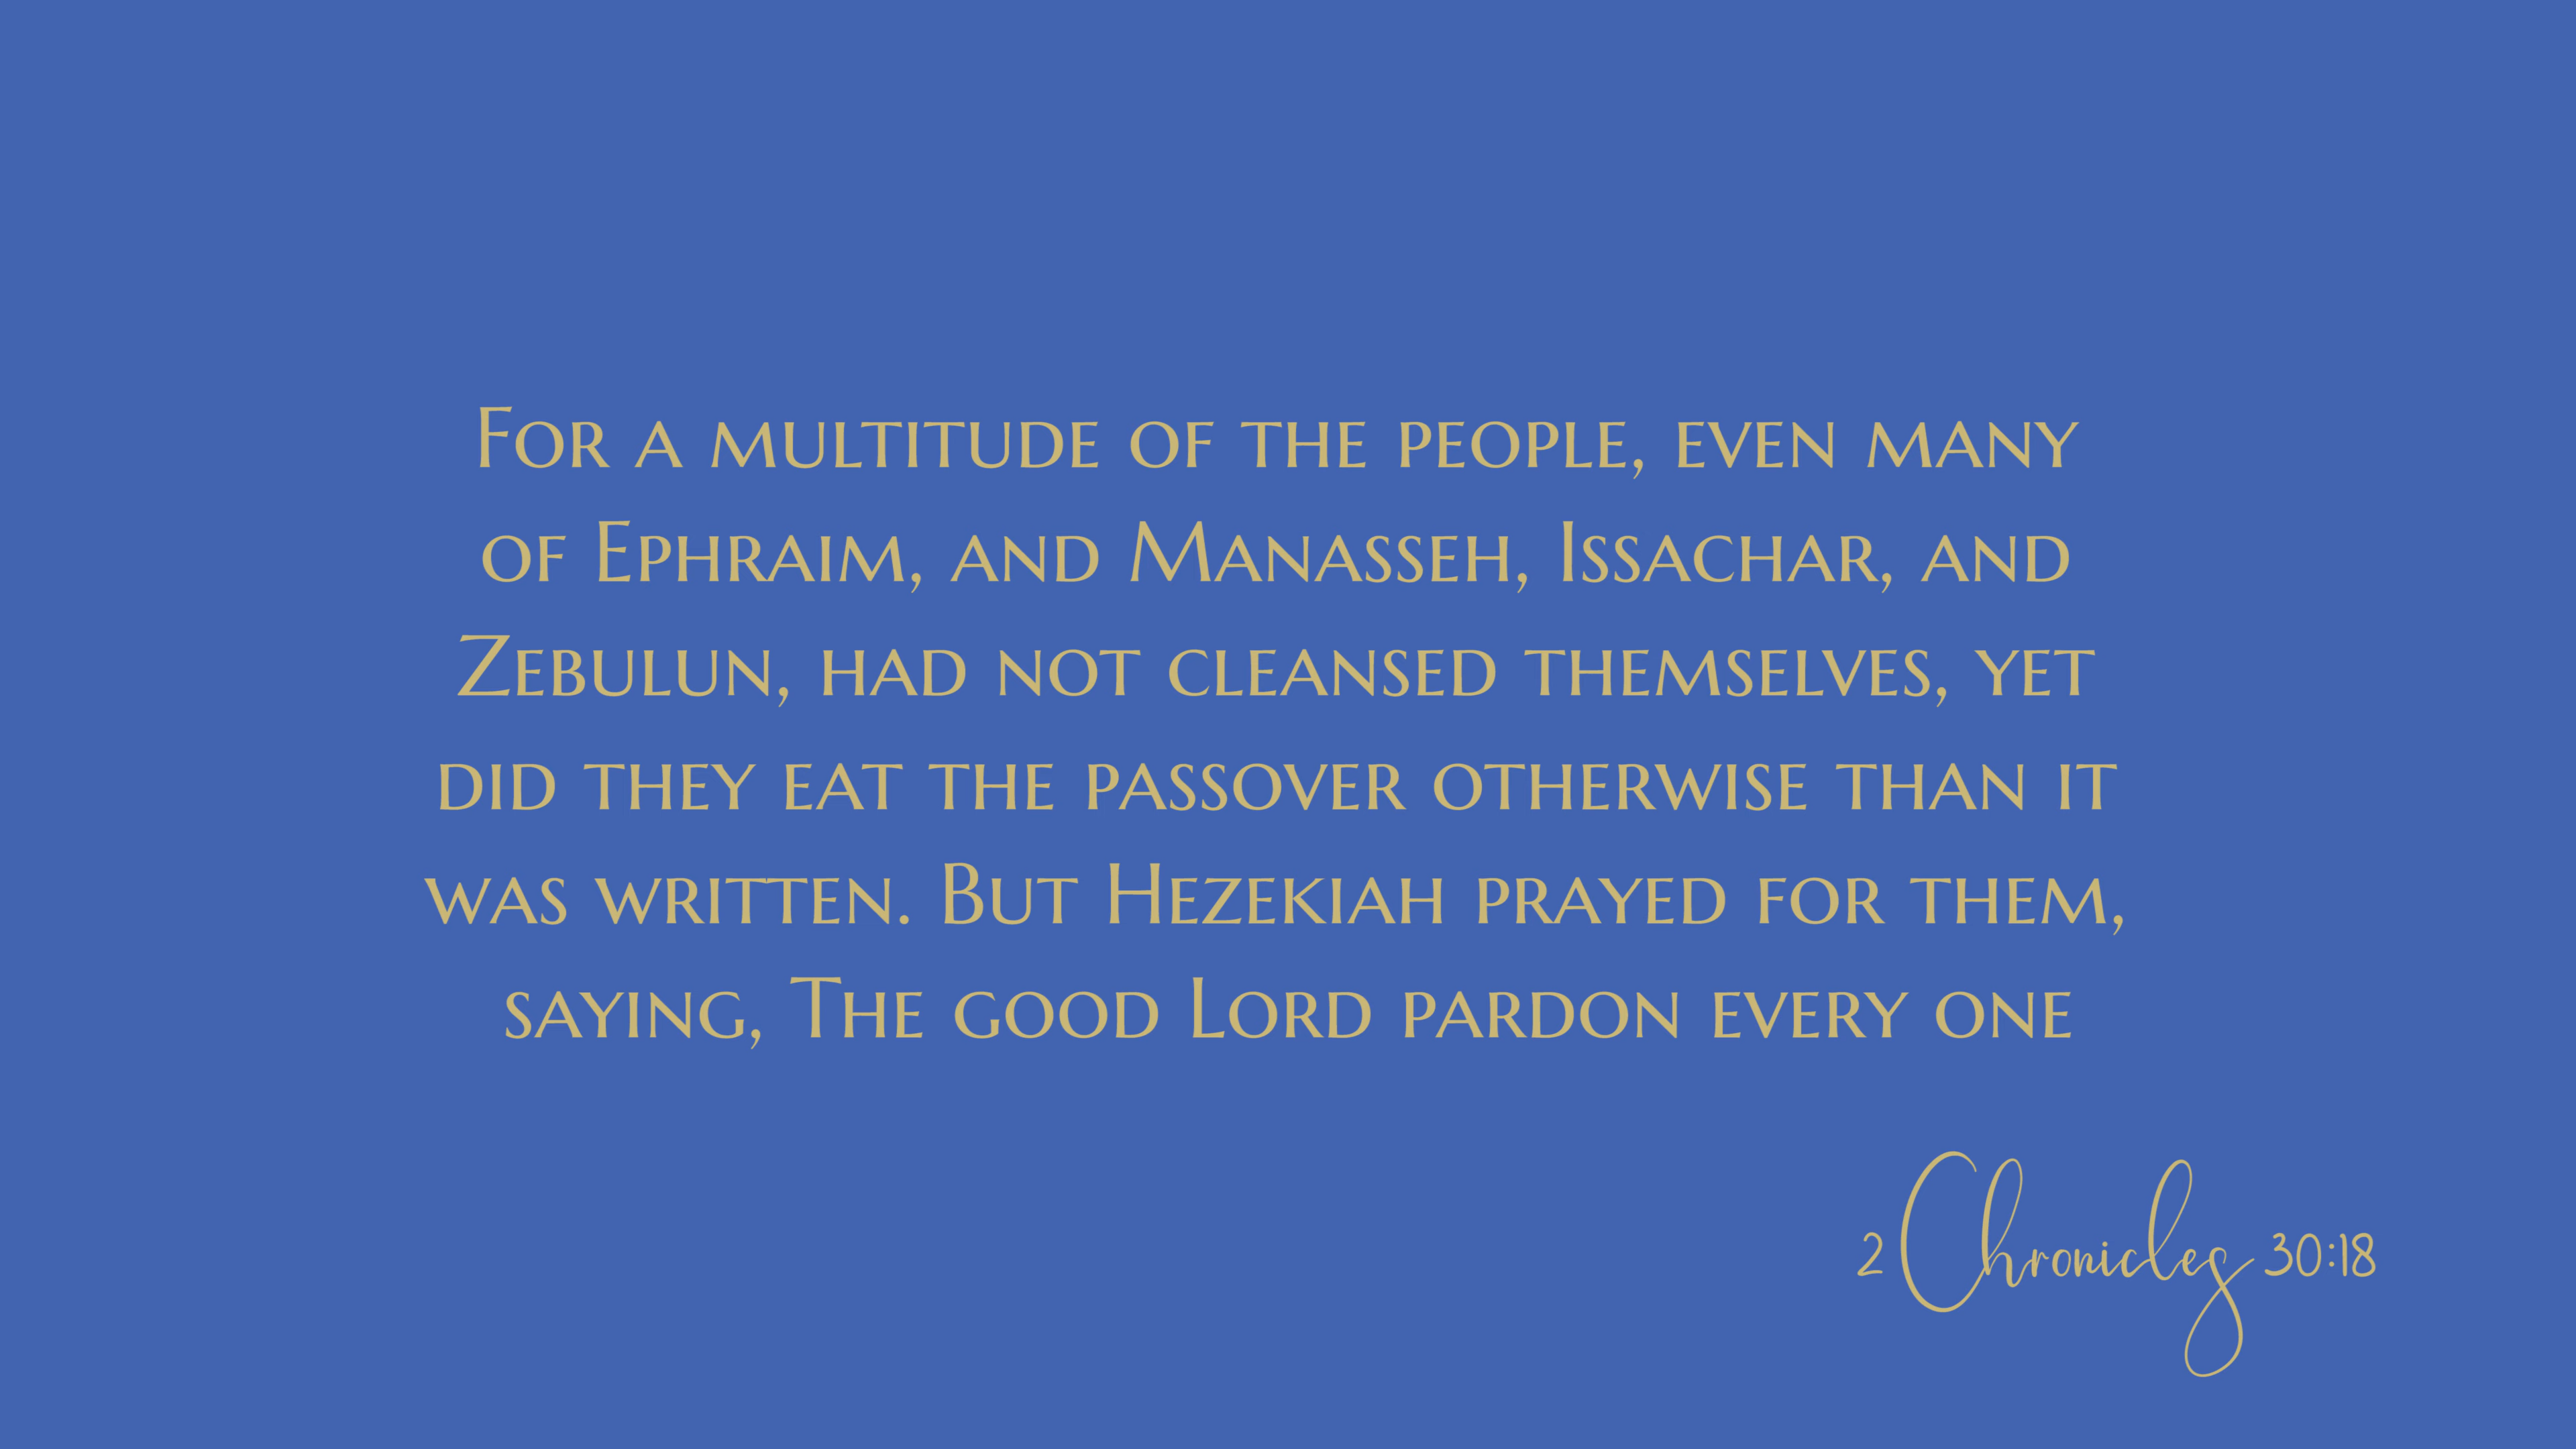 For a multitude of the people, even many
of Ephraim, and Manasseh, Issachar, and
Zebulun, had not cleansed themselves, yet
did they eat the passover otherwise than it
was written. But Hezekiah prayed for them,
saying, The good Lord pardon every one
2 Chronicles 30:18